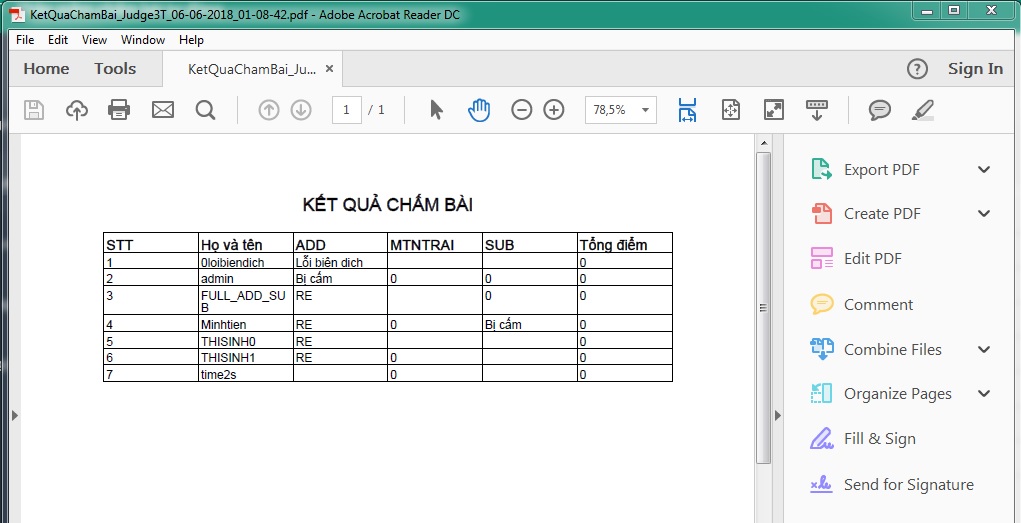 KetQuaChamBai_Judge3T_06-06-2018_01-08-42.pdf - Adobe Acrobat Reader DC
File Edit View Window Help
Home Tools KetQuaChamBai_Ju... × Sign In
1 / 1 78,5%
KẾT QUẢ CHẤM BÀI
STT Họ và tên ADD MTNTRAI SUB Tổng điểm
1 0loibiendich Lỗi biên dịch 0
2 admin Bị cấm 0 0 0
3 FULL_ADD_SU RE 0 0
B
4 Minhtien RE 0 Bị cấm 0
5 THISINH0 RE 0
6 THISINH1 RE 0 0
7 time2s 0 0
Export PDF
Create PDF
Edit PDF
Comment
Combine Files
Organize Pages
Fill & Sign
Send for Signature